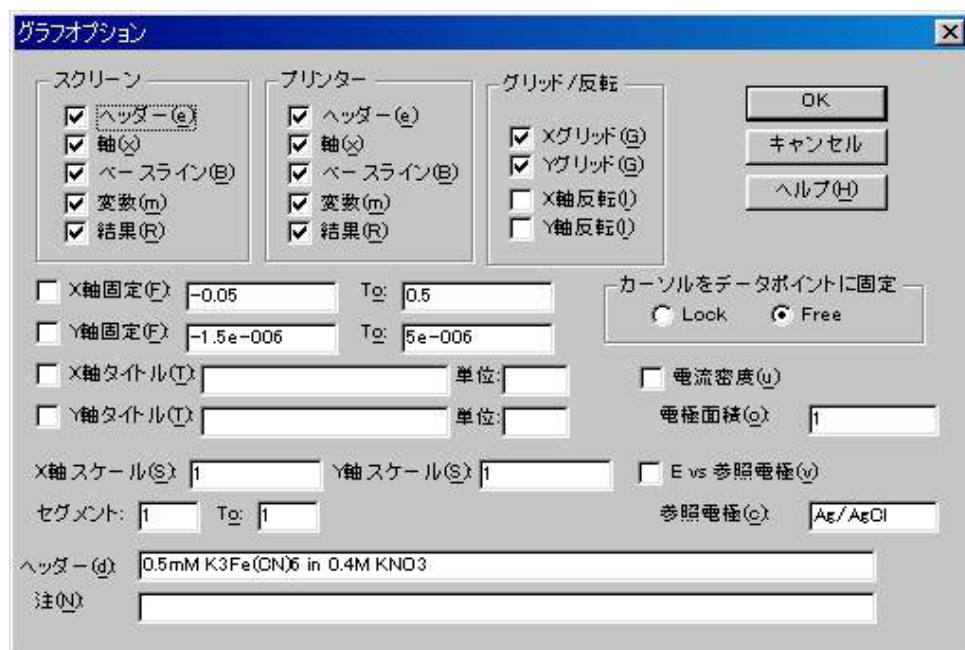 グラフオプション
スクリーン
ヘッダー(e)
軸(x)
ベースライン(B)
変数(m)
結果(R)
プリンター
ヘッダー(e)
軸(x)
ベースライン(B)
変数(m)
結果(R)
グリッド/反転
Xグリッド(G)
Yグリッド(G)
X軸反転(I)
Y軸反転(I)
OK
キャンセル
ヘルプ(H)
X軸固定(F): -0.05 To: 0.5
Y軸固定(F): -1.5e-006 To: 5e-006
カーソルをデータポイントに固定
Lock Free
X軸タイトル(T): 単位:
Y軸タイトル(T): 単位:
電流密度(u)
電極面積(o): 1
X軸スケール(S): 1 Y軸スケール(S): 1
E vs 参照電極(v)
セグメント: 1 To: 1
参照電極(c): Ag/AgCl
ヘッダー(d): 0.5mM K3Fe(CN)6 in 0.4M KNO3
注(N):